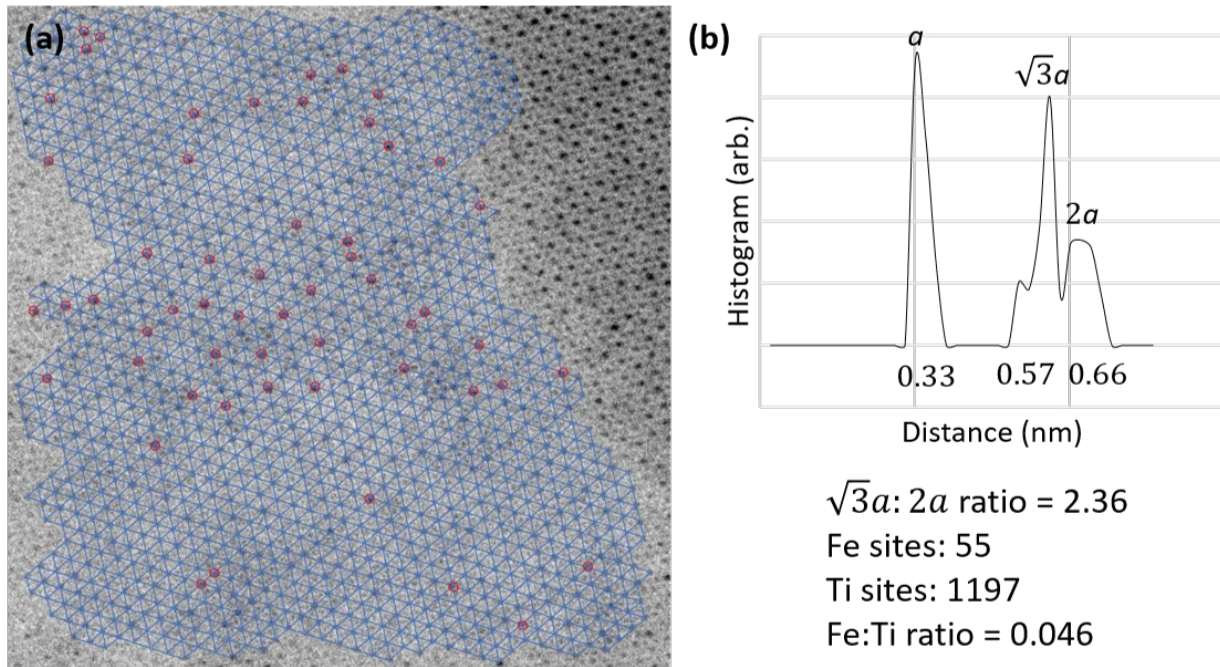 (a)
(b)
a
√3a
2a
Histogram (arb.)
0.33 0.57 0.66
Distance (nm)
√3a: 2a ratio = 2.36
Fe sites: 55
Ti sites: 1197
Fe:Ti ratio = 0.046